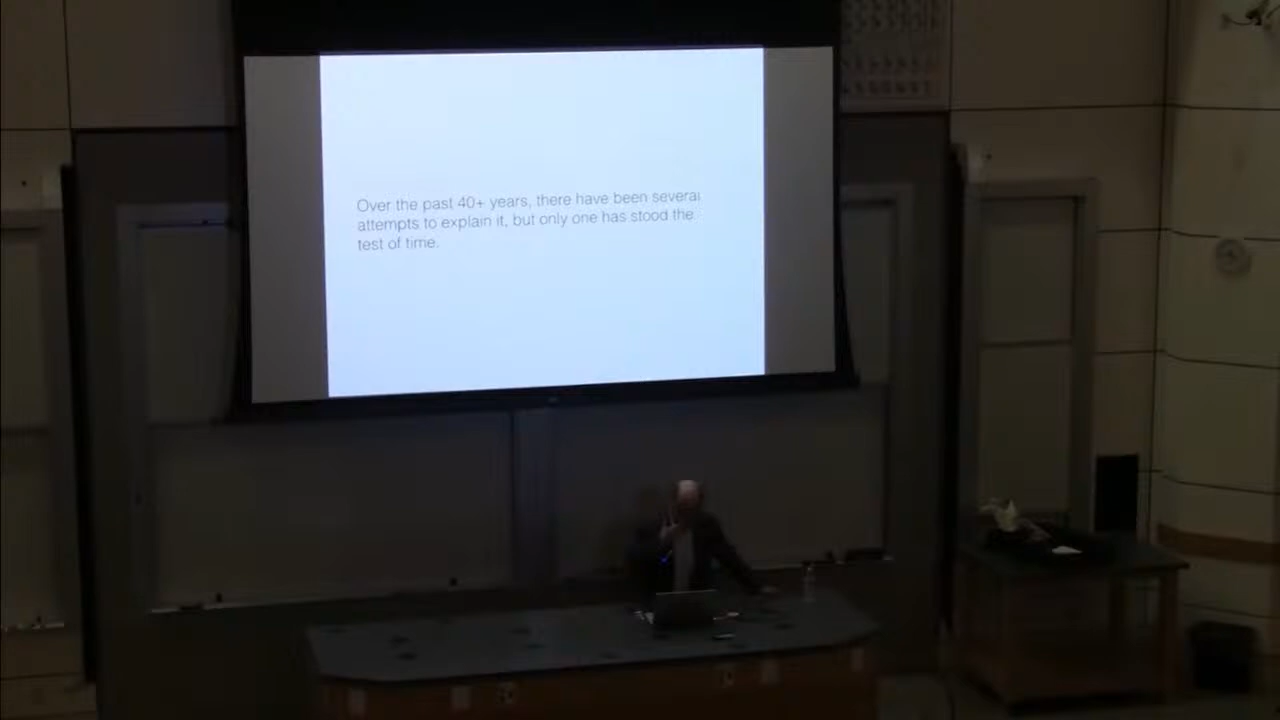 Over the past 40+ years, there have been several
attempts to explain it, but only one has stood the
test of time.